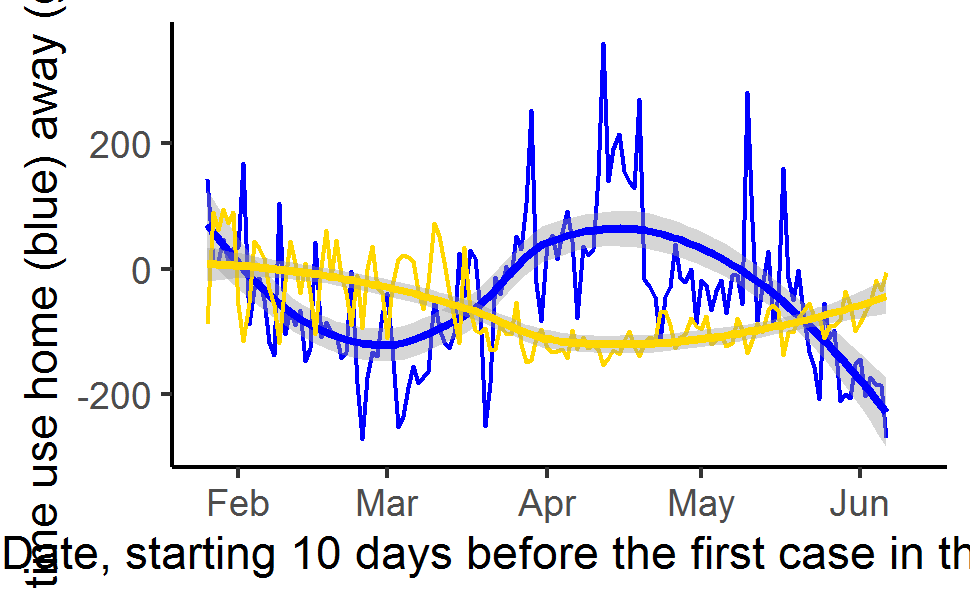 time use home (blue) away (
200
0
-200
Feb Mar Apr May Jun
Date, starting 10 days before the first case in th